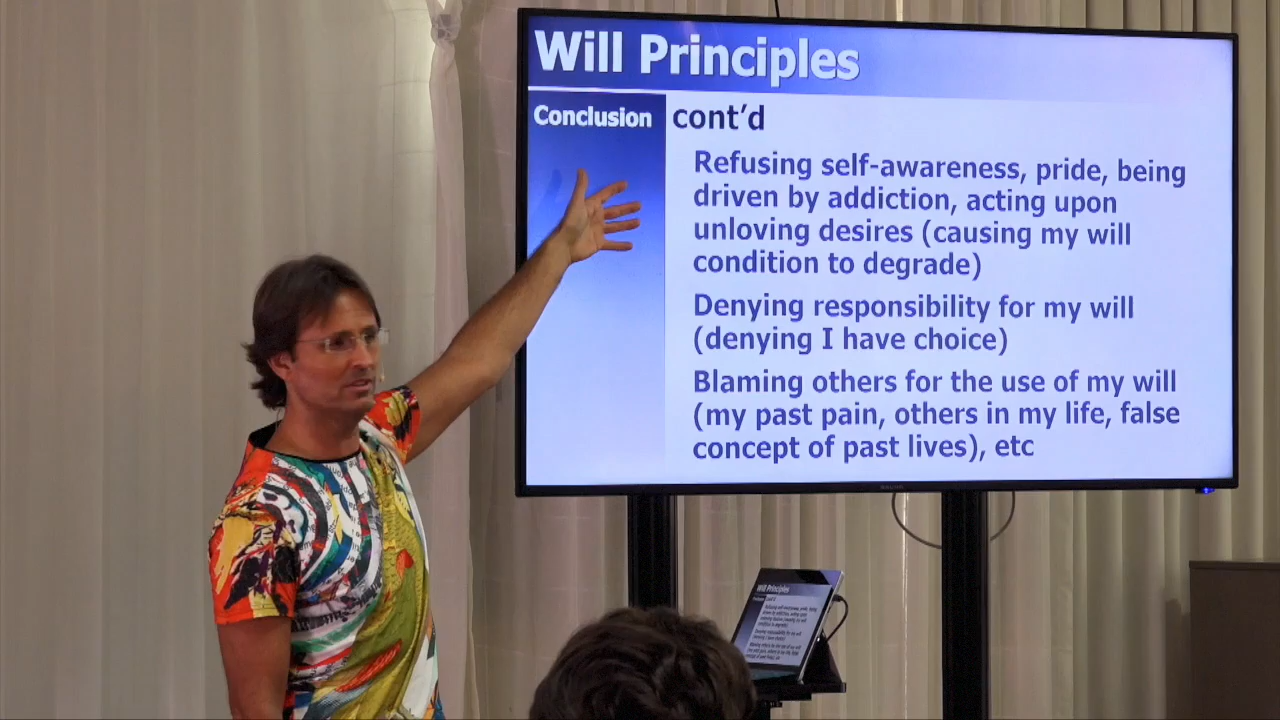 Will Principles
Conclusion
cont'd
Refusing self-awareness, pride, being
driven by addiction, acting upon
unloving desires (causing my will
condition to degrade)
Denying responsibility for my will
(denying I have choice)
Blaming others for the use of my will
(my past pain, others in my life, false
concept of past lives), etc
Will Principles